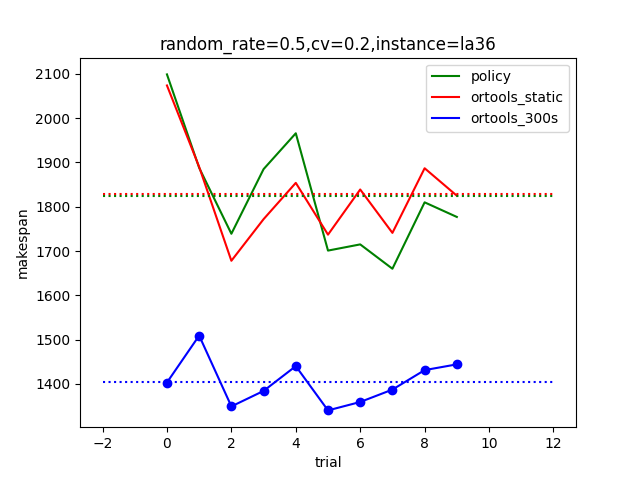 random_rate=0.5,cv=0.2,instance=la36
policy
ortools_static
ortools_300s
makespan
2100
2000
1900
1800
1700
1600
1500
1400
−2
0
2
4
6
8
10
12
trial